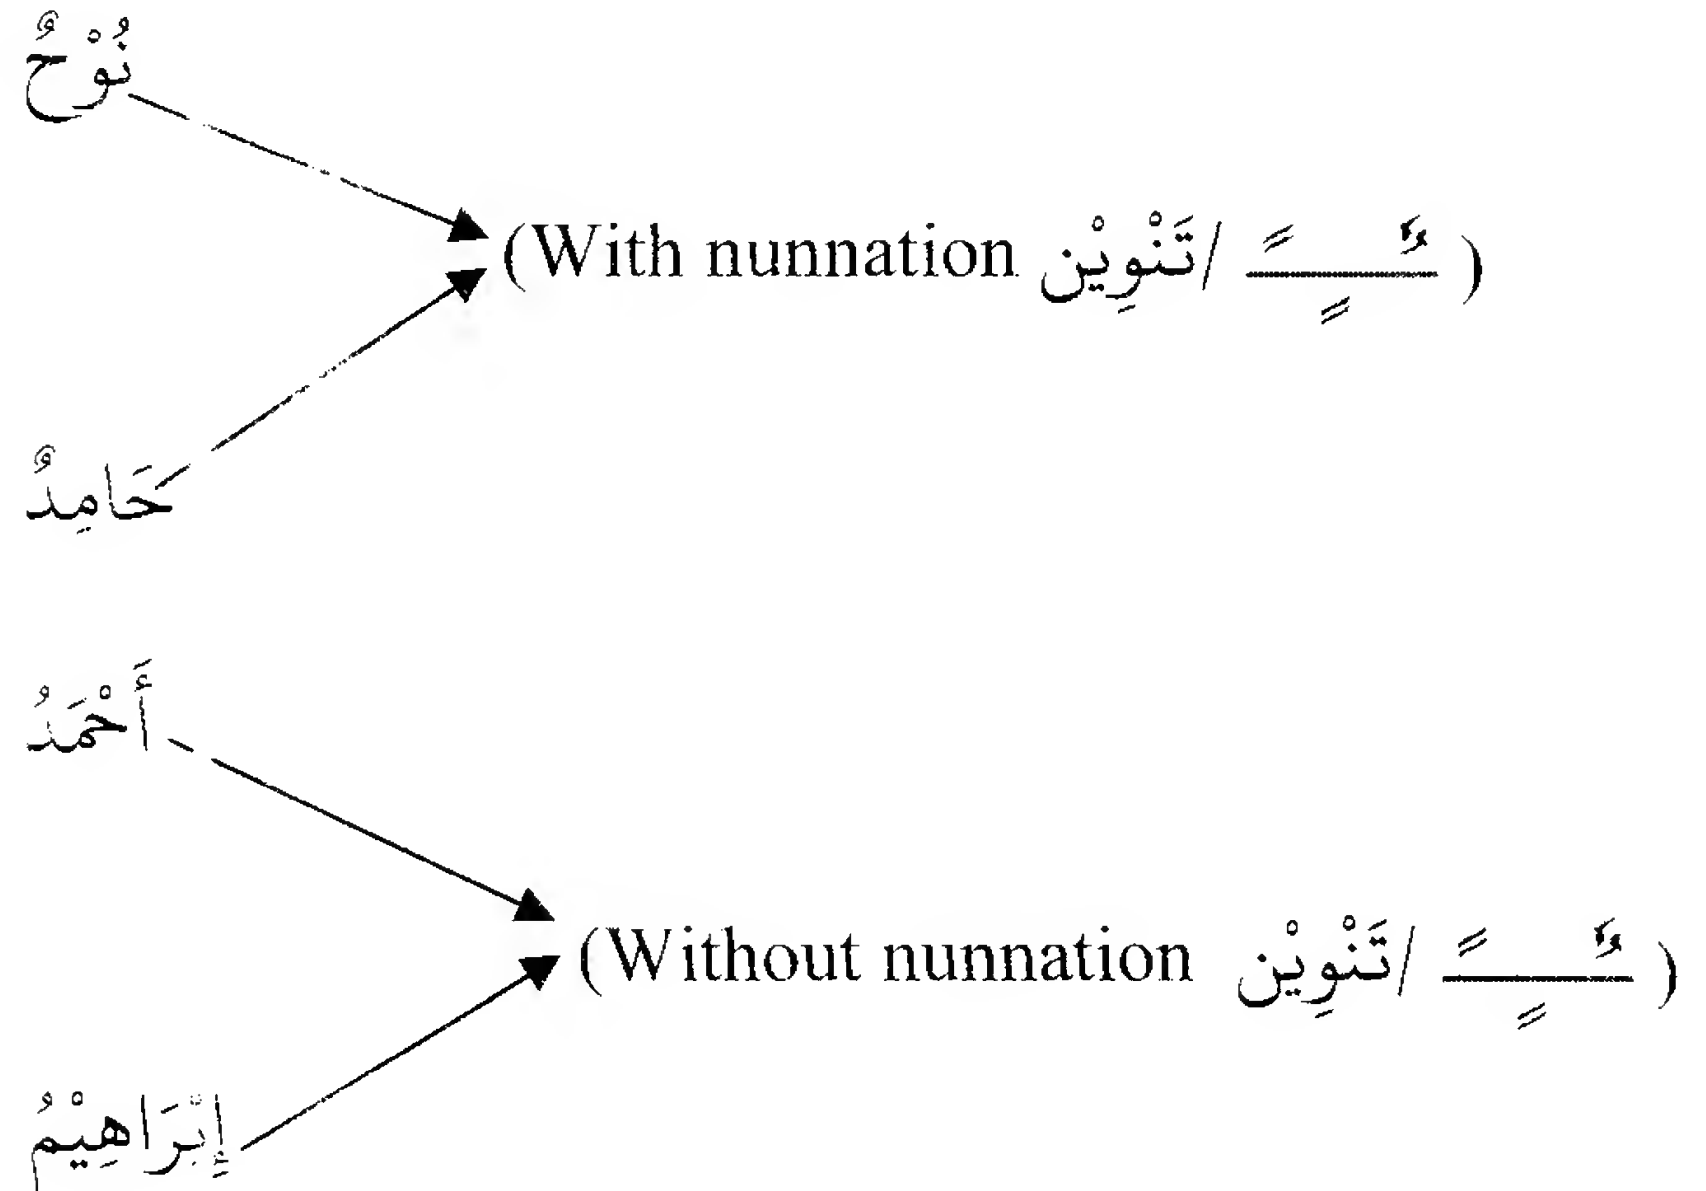 نُوْحٌ
(With nunnation تَنْوِيْن/ ـٌـًـٍ )
حَامِدٌ
أَحْمَدُ
(Without nunnation تَنْوِيْن/ ـٌـًـٍ )
إِبْرَاهِيْمُ